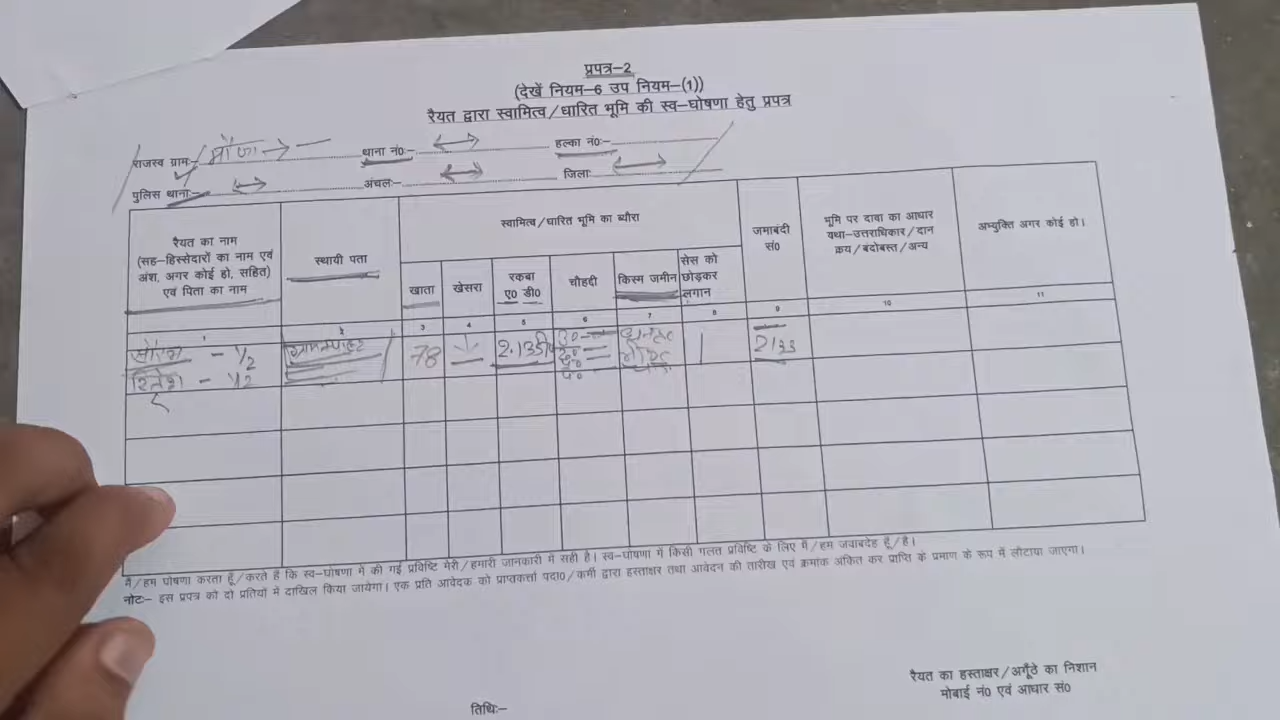 प्रपत्र-2
(देखें नियम-6 उप नियम-(1))
रैयत द्वारा स्वामित्व/धारित भूमि की स्व-घोषणा हेतु प्रपत्र
राजस्व ग्रामः- मौजा थाना नं0:- हल्का नं0:-
पुलिस थानाः- अंचलः- जिलाः-
रैयत का नाम
(सह-हिस्सेदारों का नाम एवं
अंश, अगर कोई हो, सहित)
एवं पिता का नाम
स्थायी पता
स्वामित्व/धारित भूमि का ब्यौरा
खाता
खेसरा
रकबा
ए0 डी0
चौहदी
किस्म जमीन
सेस को
छोड़कर
लगान
जमाबंदी
सं0
भूमि पर दावा का आधार
यथा-उत्तराधिकार/दान
क्रय/बंदोबस्त/अन्य
अभ्युक्ति अगर कोई हो।
1 2 3 4 5 6 7 8 9 10 11
- 1/2 78 2.135
- 1/2
मैं/हम घोषणा करता हूँ/करते हैं कि स्व-घोषणा में की गई प्रविष्टि मेरी/हमारी जानकारी में सही है। स्व-घोषणा में किसी गलत प्रविष्टि के लिए मैं/हम जवाबदेह हूँ/है।
नोटः- इस प्रपत्र को दो प्रतियों में दाखिल किया जायेगा। एक प्रति आवेदक को प्राप्तकर्त्ता पदा0/कर्मी द्वारा हस्ताक्षर तथा आवेदन की तारीख एवं क्रमांक अंकित कर प्राप्ति के प्रमाण के रूप में लौटाया जाएगा।
रैयत का हस्ताक्षर/अगूँठे का निशान
मोबाई नं0 एवं आधार सं0
तिथिः-